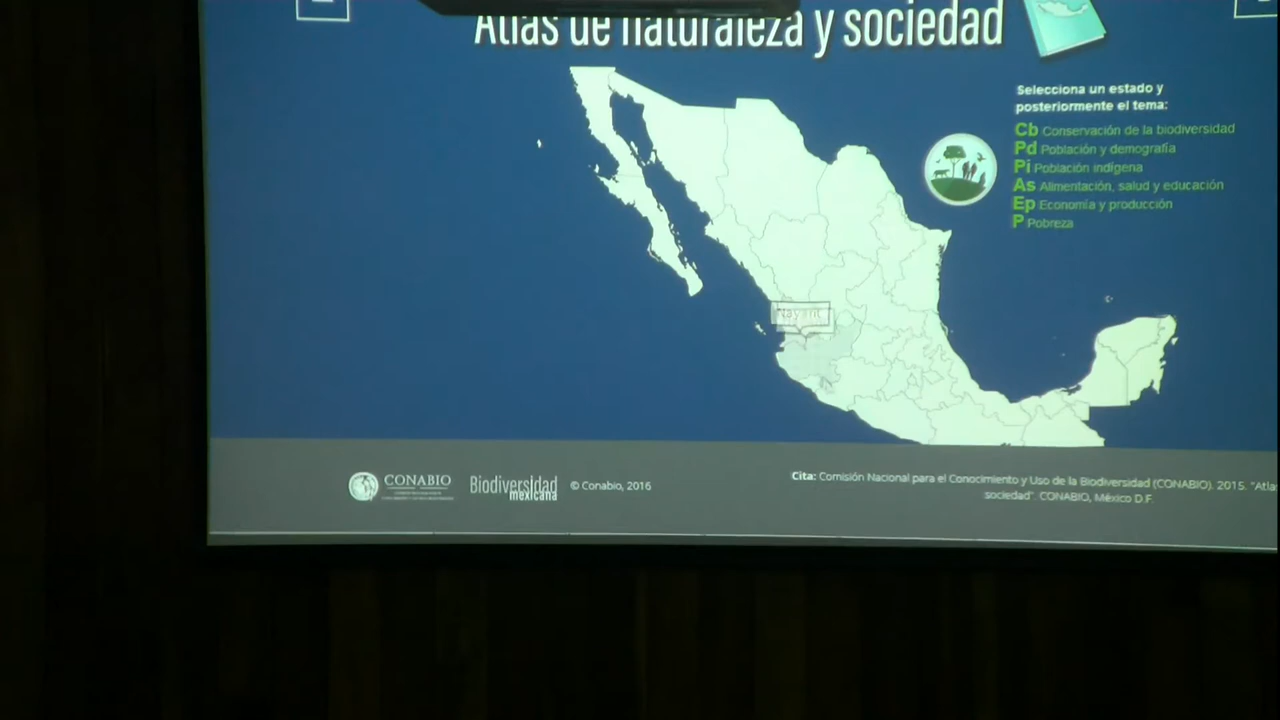 Atlas de naturaleza y sociedad
Selecciona un estado y
posteriormente el tema:
Cb Conservación de la biodiversidad
Pd Población y demografía
Pi Población indígena
As Alimentación, salud y educación
Ep Economía y producción
P Pobreza
Nayarit
CONABIO
Biodiversidad
mexicana
© Conabio, 2016
Cita: Comisión Nacional para el Conocimiento y Uso de la Biodiversidad (CONABIO). 2015. "Atla
sociedad". CONABIO, México D.F.